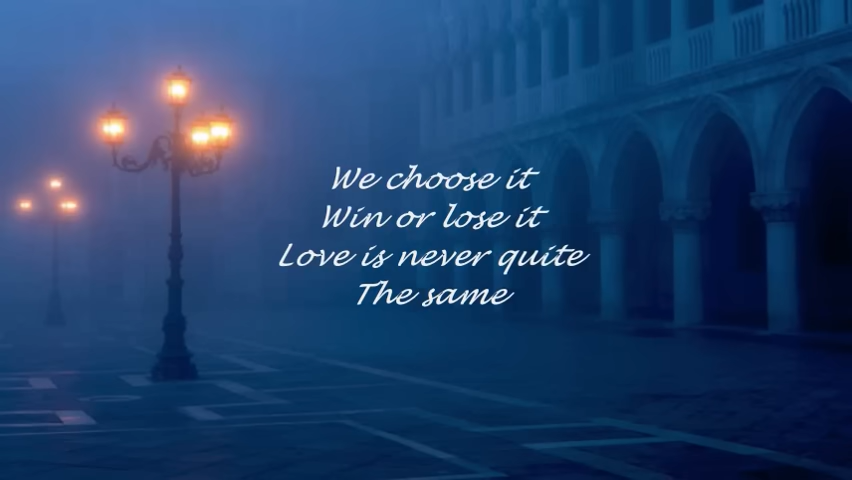 We choose it
Win or lose it
Love is never quite
The same